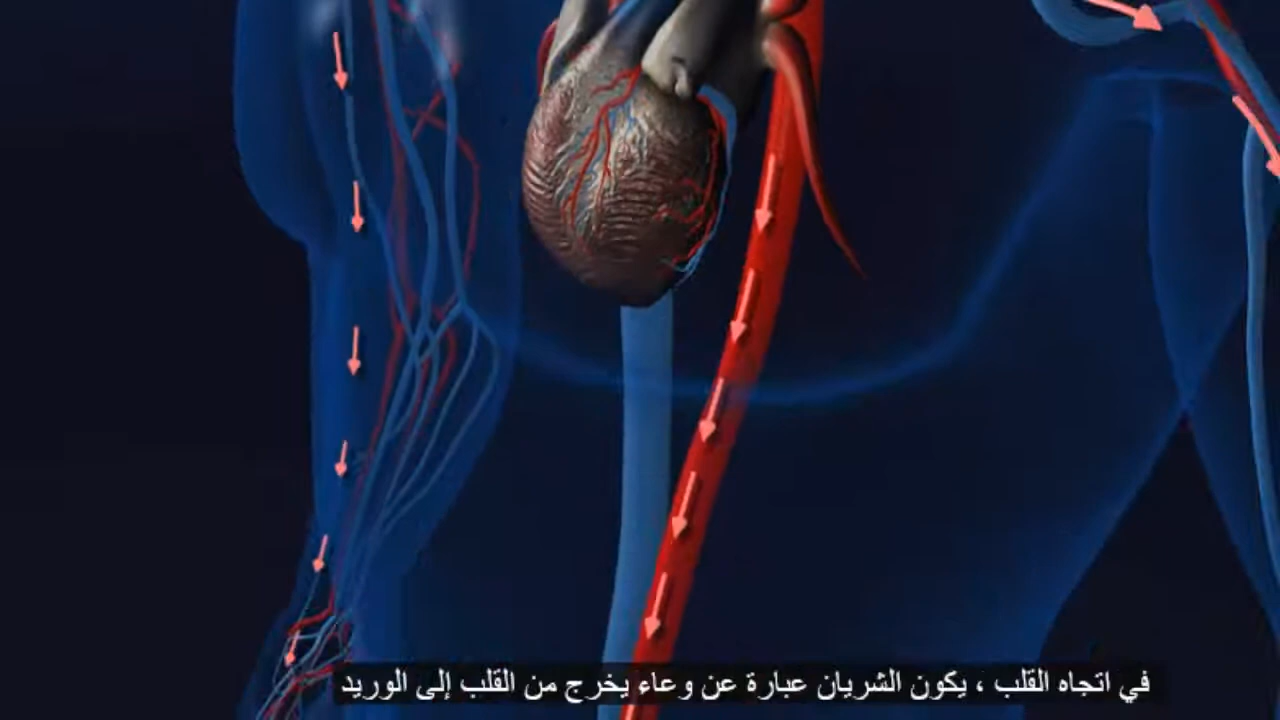 في اتجاه القلب ، يكون الشريان عبارة عن وعاء يخرج من القلب إلى الوريد